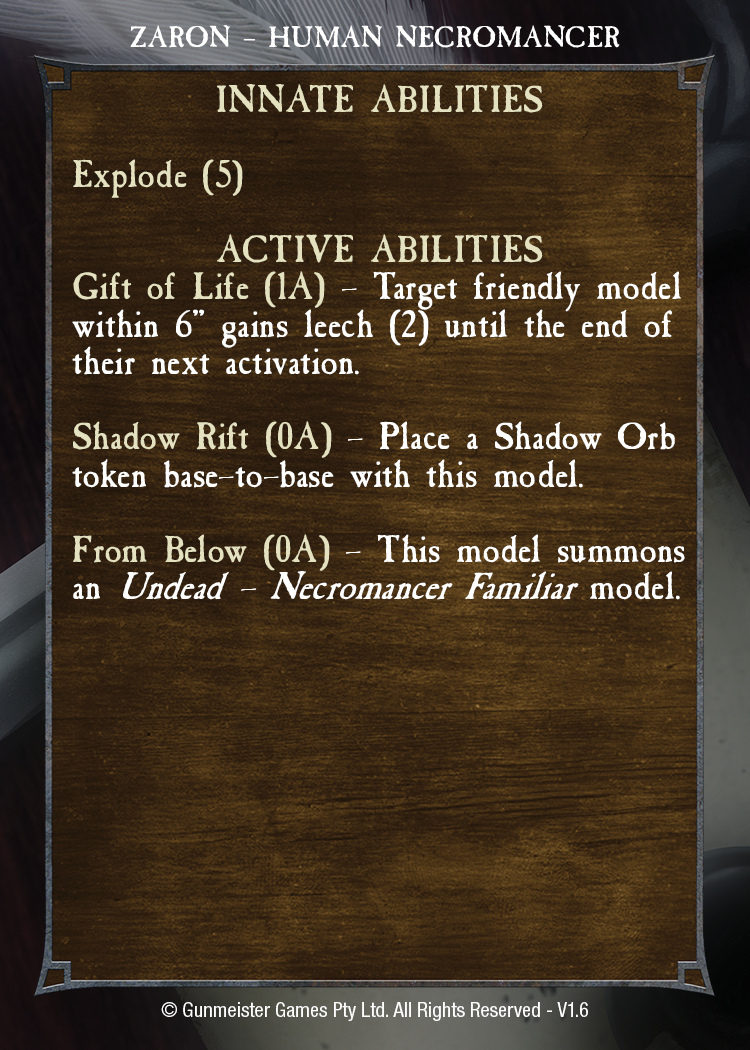 ZARON – HUMAN NECROMANCER
INNATE ABILITIES
Explode (5)
ACTIVE ABILITIES
Gift of Life (1A) – Target friendly model
within 6” gains leech (2) until the end of
their next activation.
Shadow Rift (0A) – Place a Shadow Orb
token base-to-base with this model.
From Below (0A) – This model summons
an Undead – Necromancer Familiar model.
© Gunmeister Games Pty Ltd. All Rights Reserved - V1.6